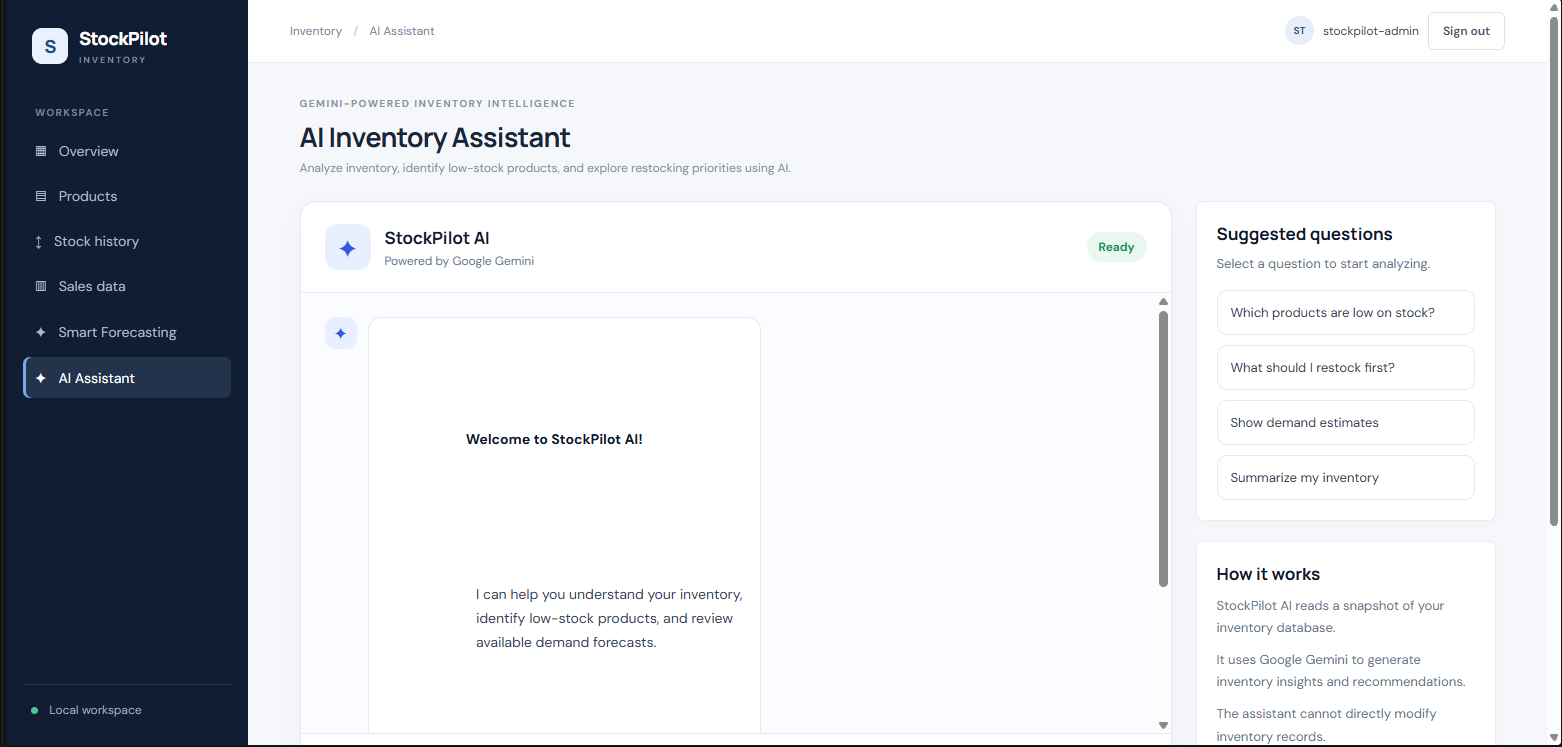 S
StockPilot
INVENTORY
WORKSPACE
Overview
Products
Stock history
Sales data
Smart Forecasting
AI Assistant
Local workspace
Inventory / AI Assistant
ST
stockpilot-admin
Sign out
GEMINI-POWERED INVENTORY INTELLIGENCE
AI Inventory Assistant
Analyze inventory, identify low-stock products, and explore restocking priorities using AI.
StockPilot AI
Powered by Google Gemini
Ready
Welcome to StockPilot AI!
I can help you understand your inventory,
identify low-stock products, and review
available demand forecasts.
Suggested questions
Select a question to start analyzing.
Which products are low on stock?
What should I restock first?
Show demand estimates
Summarize my inventory
How it works
StockPilot AI reads a snapshot of your
inventory database.
It uses Google Gemini to generate
inventory insights and recommendations.
The assistant cannot directly modify
inventory records.